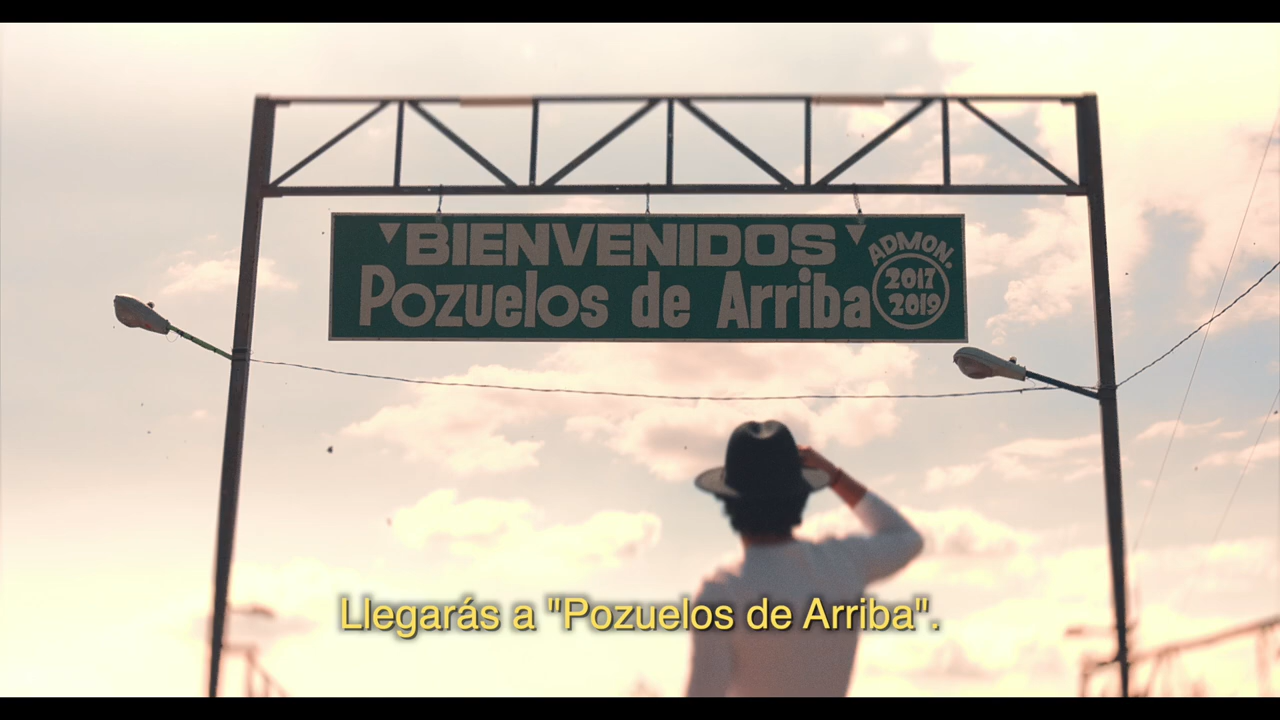 BIENVENIDOS
Pozuelos de Arriba
ADMON.
2017
2019
Llegarás a "Pozuelos de Arriba".